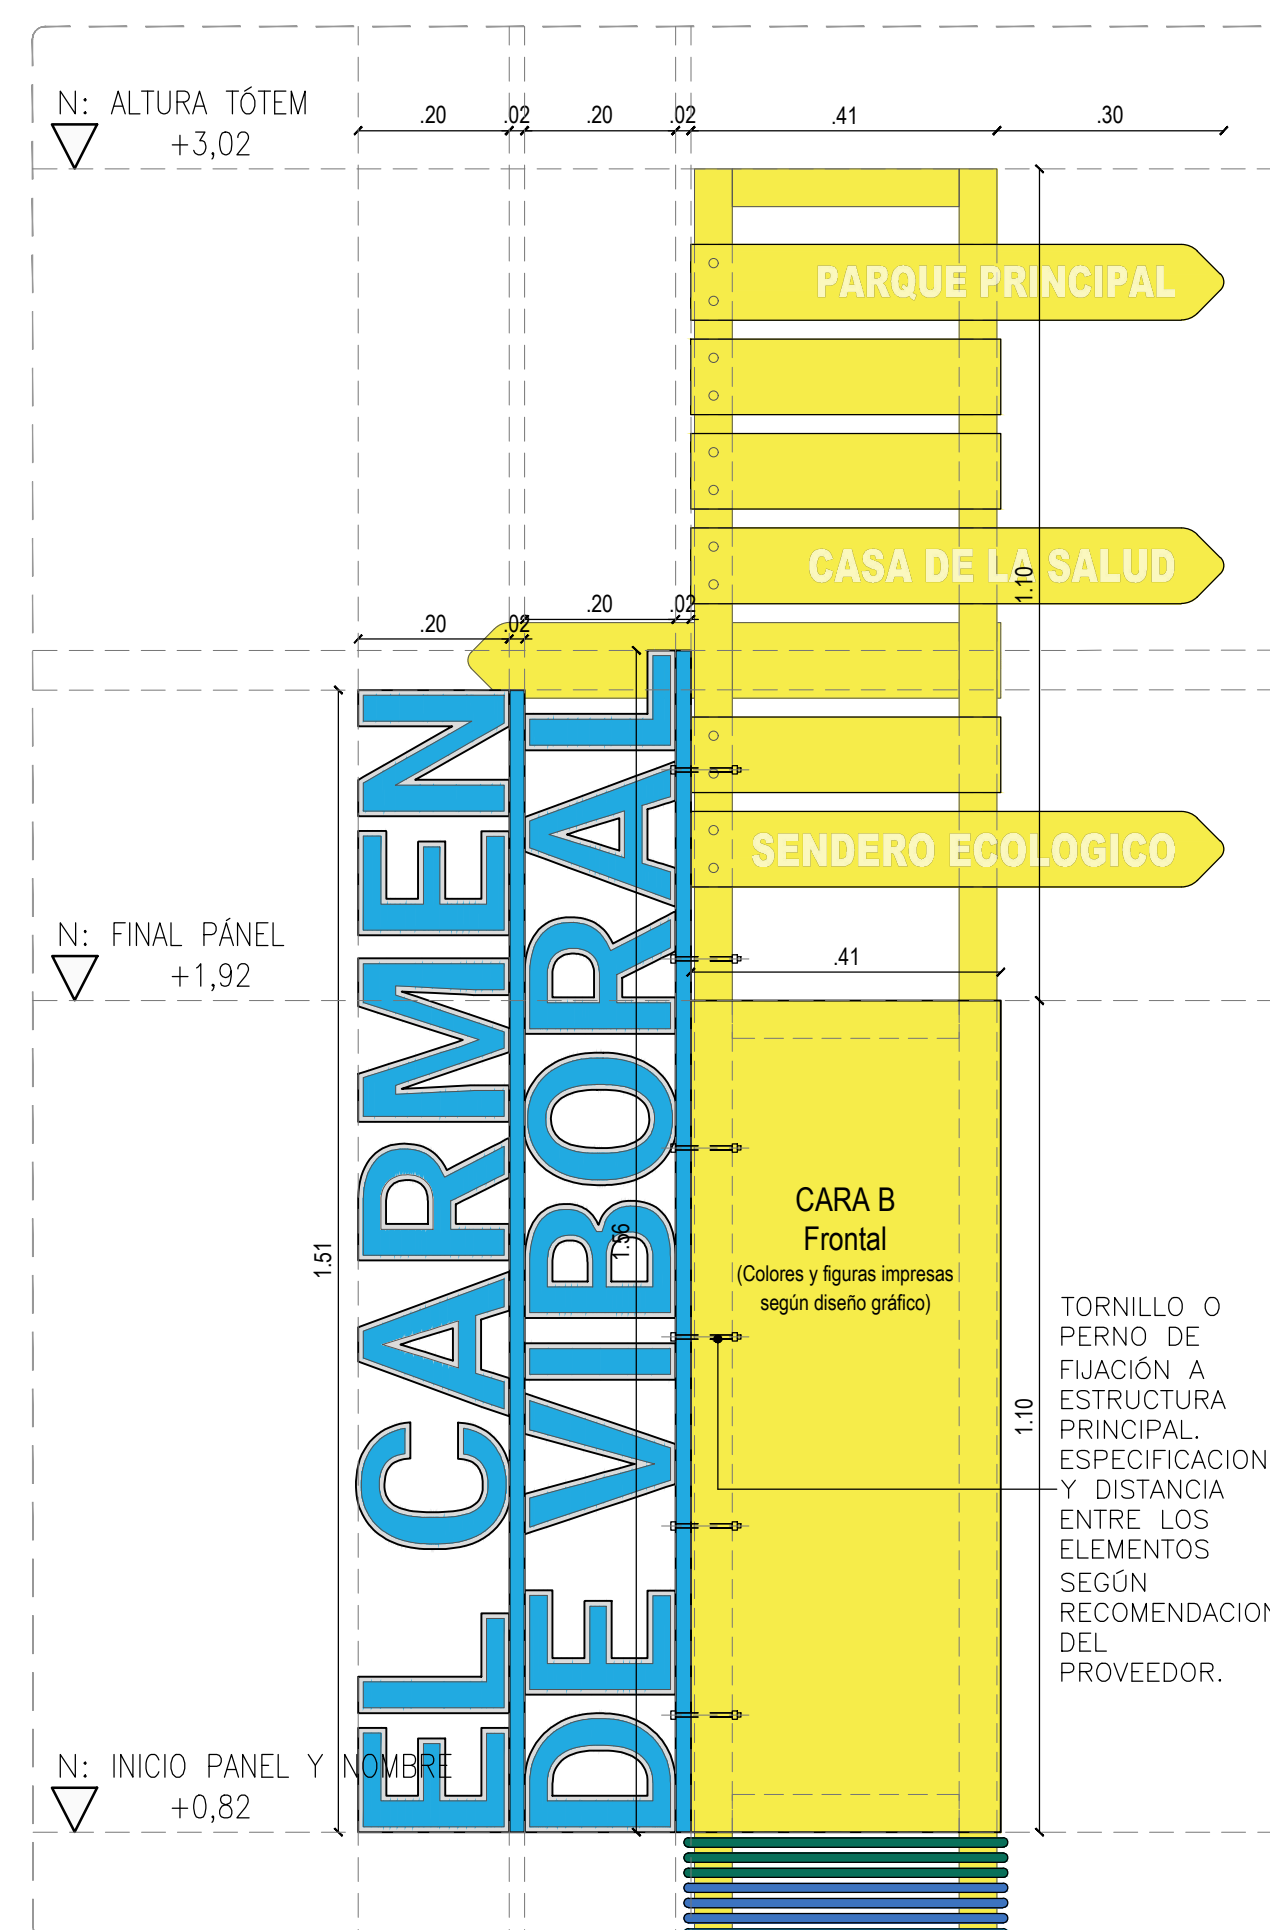 N: ALTURA TÓTEM
+3,02
.20 .02 .20 .02 .41 .30
PARQUE PRINCIPAL
CASA DE LA SALUD
1.10
.20 .02 .20 .02
SENDERO ECOLOGICO
N: FINAL PÁNEL
+1,92
.41
EL CARMEN
DE VIBORAL
1.51
1.56
CARA B
Frontal
(Colores y figuras impresas
según diseño gráfico)
1.10
TORNILLO O
PERNO DE
FIJACIÓN A
ESTRUCTURA
PRINCIPAL.
ESPECIFICACION
Y DISTANCIA
ENTRE LOS
ELEMENTOS
SEGÚN
RECOMENDACION
DEL
PROVEEDOR.
N: INICIO PANEL Y NOMBRE
+0,82